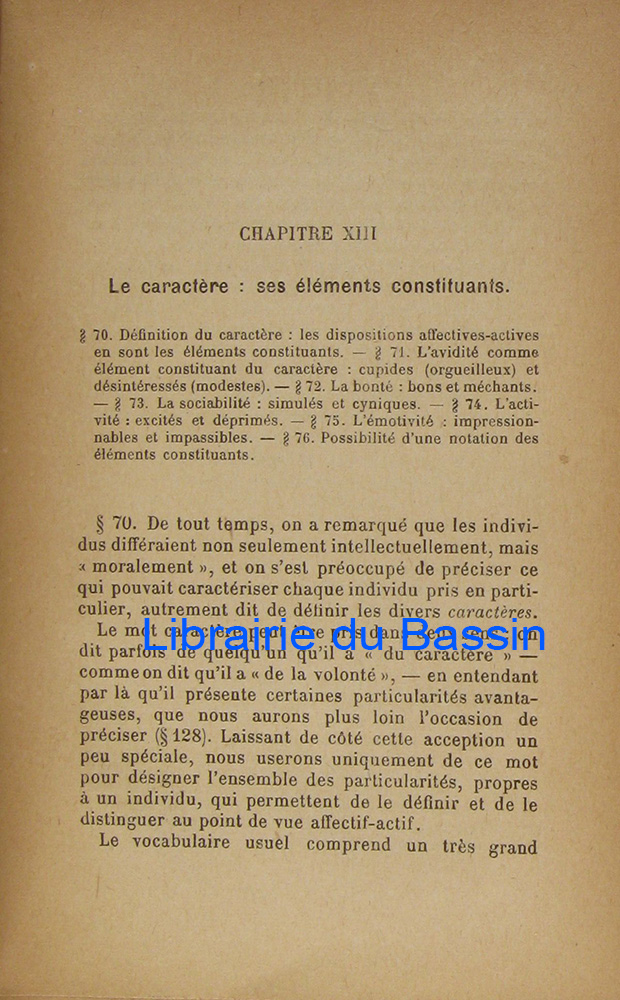 CHAPITRE XIII
Le caractère : ses éléments constituants.
§ 70. Définition du caractère : les dispositions affectives-actives
en sont les éléments constituants. — § 71. L'avidité comme
élément constituant du caractère : cupides (orgueilleux) et
désintéressés (modestes). — § 72. La bonté : bons et méchants.
— § 73. La sociabilité : simulés et cyniques. — § 74. L'acti-
vité : excités et déprimés. — § 75. L'émotivité : impression-
nables et impassibles. — § 76. Possibilité d'une notation des
éléments constituants.
§ 70. De tout temps, on a remarqué que les indivi-
dus différaient non seulement intellectuellement, mais
« moralement », et on s'est préoccupé de préciser ce
qui pouvait caractériser chaque individu pris en parti-
culier, autrement dit de définir les divers caractères.
Le mot caractère peut être pris dans deux sens : on
Librairie du Bassin
dit parfois de quelqu'un qu'il a « du caractère » —
comme on dit qu'il a « de la volonté », — en entendant
par là qu'il présente certaines particularités avanta-
geuses, que nous aurons plus loin l'occasion de
préciser (§ 128). Laissant de côté cette acception un
peu spéciale, nous userons uniquement de ce mot
pour désigner l'ensemble des particularités, propres
à un individu, qui permettent de le définir et de le
distinguer au point de vue affectif-actif.
Le vocabulaire usuel comprend un très grand